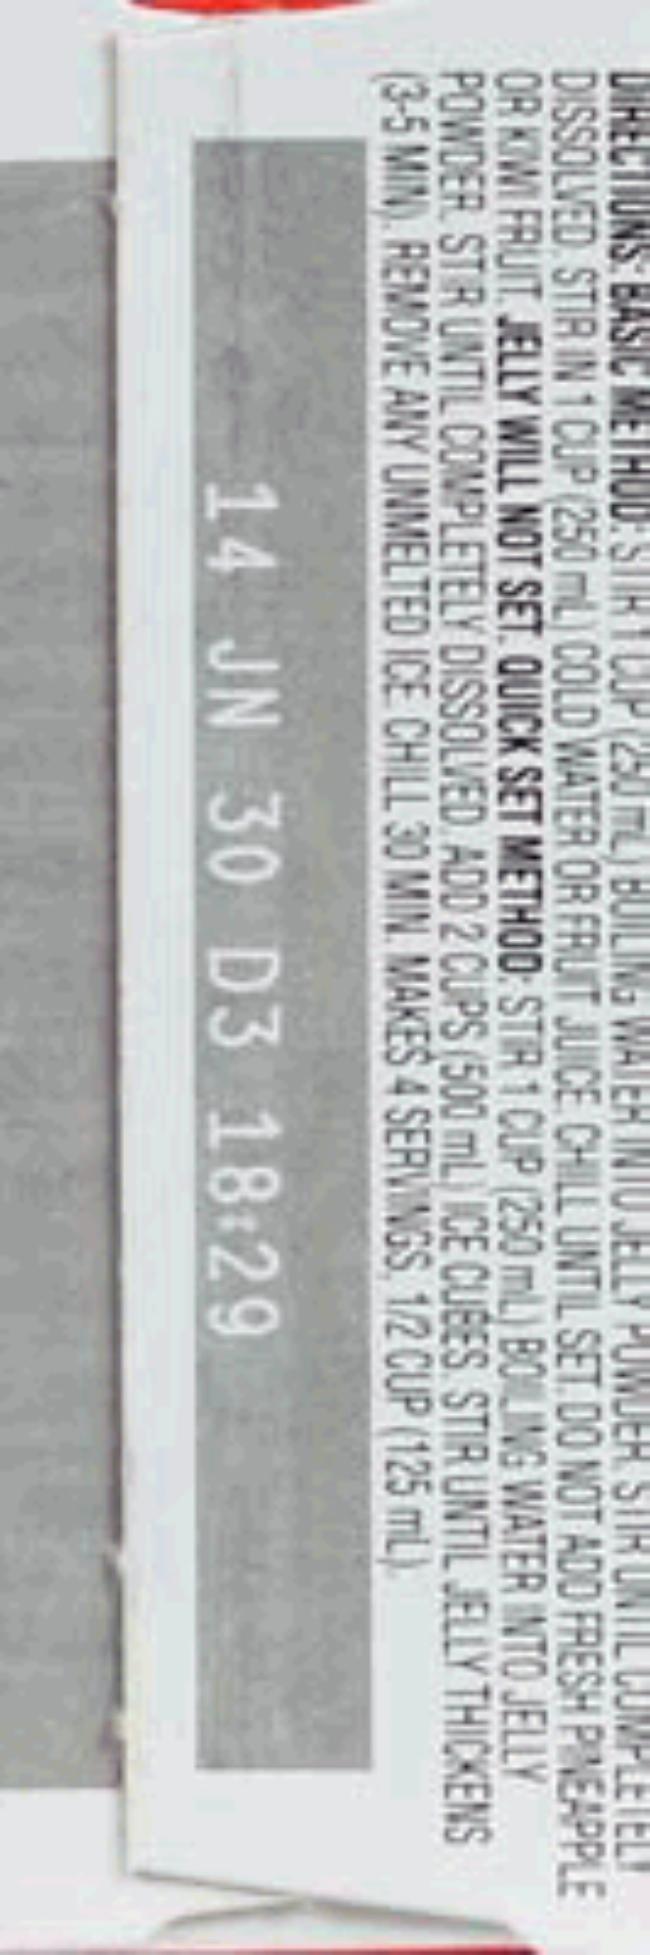 DIRECTIONS: BASIC METHOD: STIR 1 CUP (250 mL) BOILING WATER INTO JELLY POWDER. STIR UNTIL COMPLETELY
DISSOLVED. STIR IN 1 CUP (250 mL) COLD WATER OR FRUIT JUICE. CHILL UNTIL SET. DO NOT ADD FRESH PINEAPPLE
OR KIWI FRUIT. JELLY WILL NOT SET. QUICK SET METHOD: STIR 1 CUP (250 mL) BOILING WATER INTO JELLY
POWDER. STIR UNTIL COMPLETELY DISSOLVED. ADD 2 CUPS (500 mL) ICE CUBES. STIR UNTIL JELLY THICKENS
(3-5 MIN). REMOVE ANY UNMELTED ICE. CHILL 30 MIN. MAKES 4 SERVINGS, 1/2 CUP (125 mL).
14 JN 30 D3 18:29